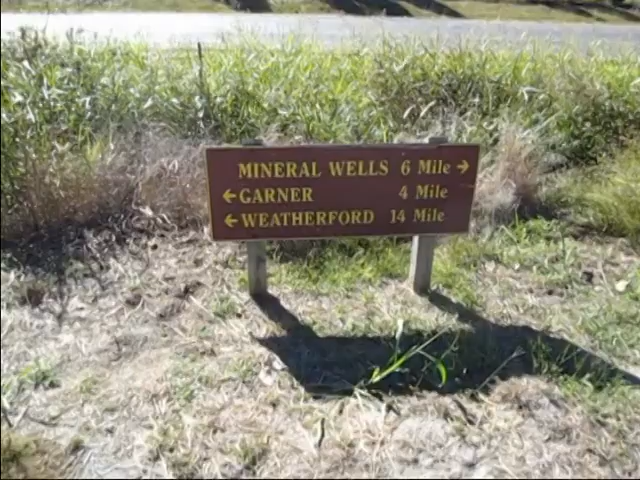 MINERAL WELLS 6 Mile →
← GARNER 4 Mile
← WEATHERFORD 14 Mile